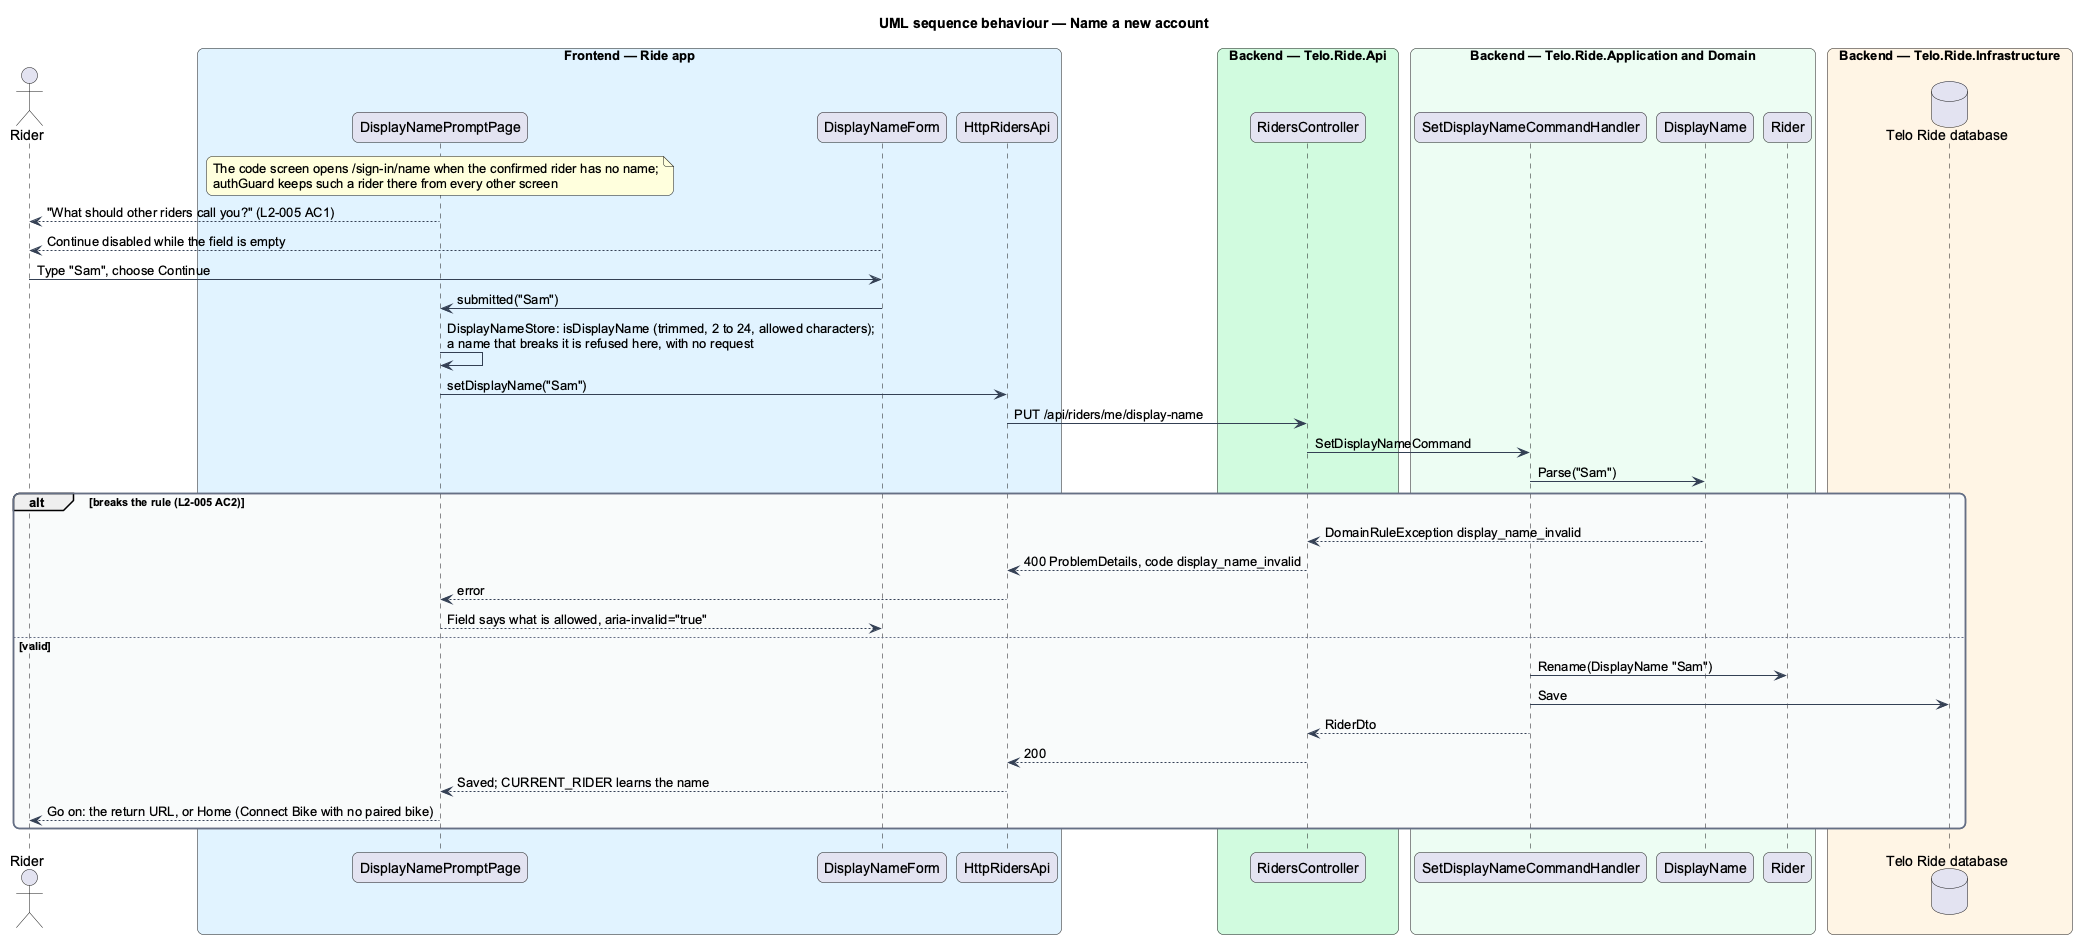 UML sequence behaviour — Name a new account
Frontend — Ride app
Backend — Telo.Ride.Api
Backend — Telo.Ride.Application and Domain
Backend — Telo.Ride.Infrastructure
Rider
DisplayNamePromptPage
DisplayNameForm
HttpRidersApi
RidersController
SetDisplayNameCommandHandler
DisplayName
Rider
Telo Ride database
The code screen opens /sign-in/name when the confirmed rider has no name;
authGuard keeps such a rider there from every other screen
"What should other riders call you?" (L2-005 AC1)
Continue disabled while the field is empty
Type "Sam", choose Continue
submitted("Sam")
DisplayNameStore: isDisplayName (trimmed, 2 to 24, allowed characters);
a name that breaks it is refused here, with no request
setDisplayName("Sam")
PUT /api/riders/me/display-name
SetDisplayNameCommand
Parse("Sam")
alt
[breaks the rule (L2-005 AC2)]
DomainRuleException display_name_invalid
400 ProblemDetails, code display_name_invalid
error
Field says what is allowed, aria-invalid="true"
[valid]
Rename(DisplayName "Sam")
Save
RiderDto
200
Saved; CURRENT_RIDER learns the name
Go on: the return URL, or Home (Connect Bike with no paired bike)
Rider
DisplayNamePromptPage
DisplayNameForm
HttpRidersApi
RidersController
SetDisplayNameCommandHandler
DisplayName
Rider
Telo Ride database